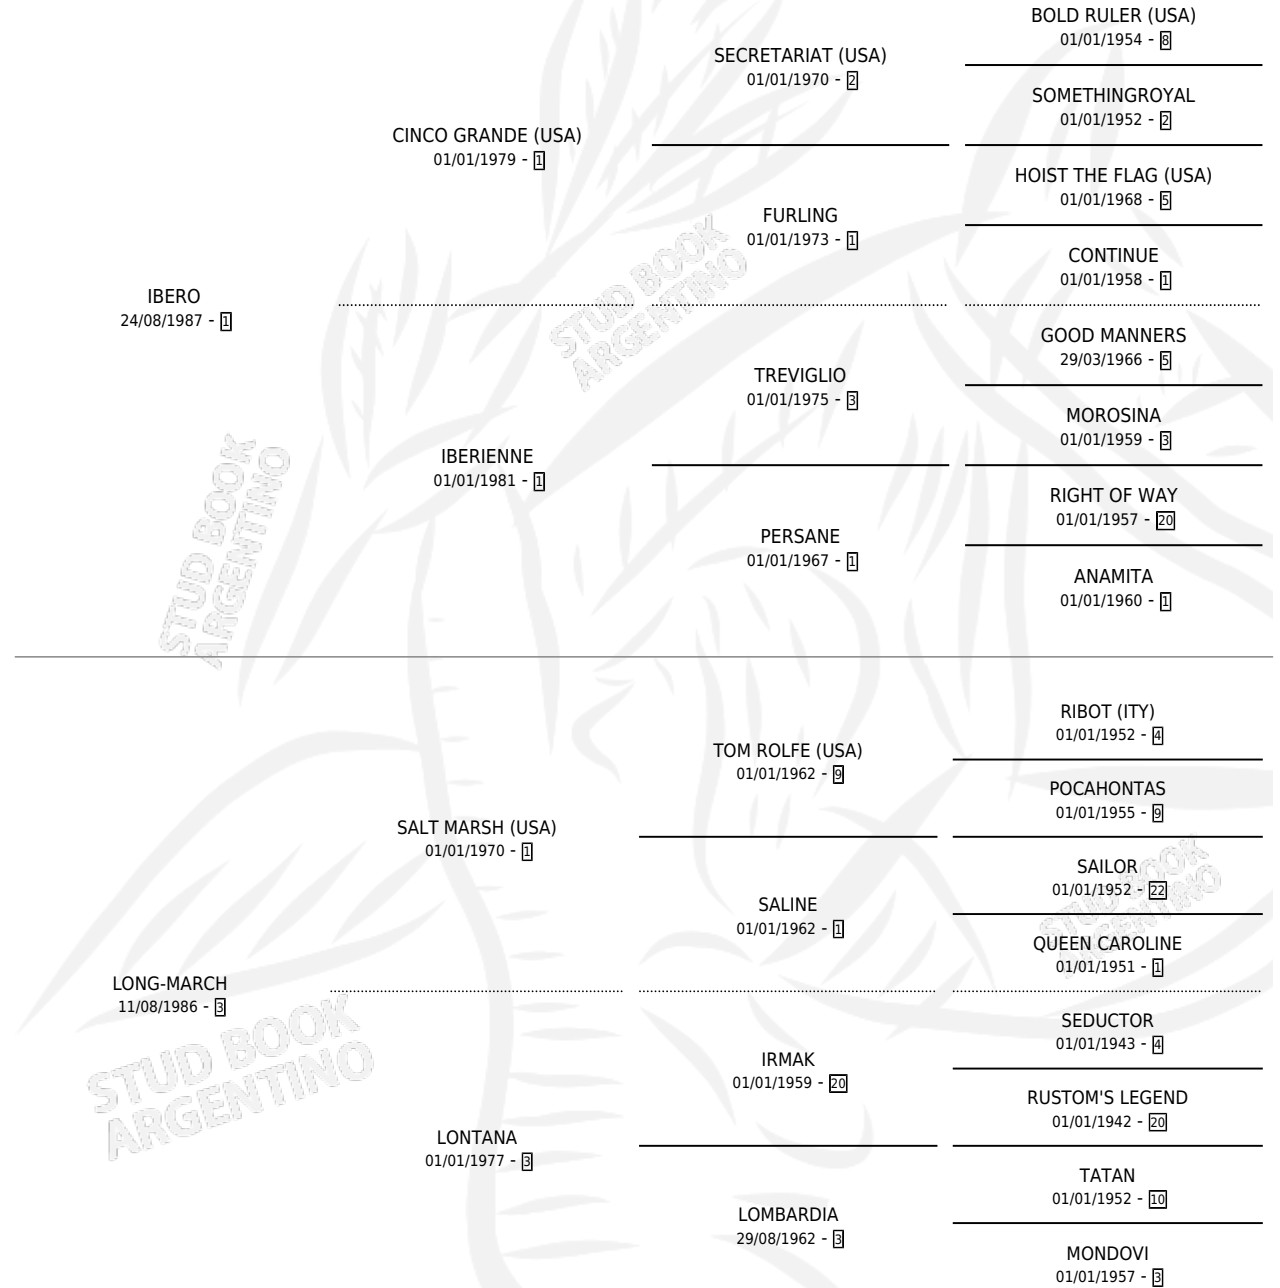 BOLD RULER (USA)
01/01/1954 - 8
SECRETARIAT (USA)
01/01/1970 - 2
SOMETHINGROYAL
01/01/1952 - 2
CINCO GRANDE (USA)
01/01/1979 - 1
HOIST THE FLAG (USA)
01/01/1968 - 5
FURLING
01/01/1973 - 1
CONTINUE
01/01/1958 - 1
IBERO
24/08/1987 - 1
GOOD MANNERS
29/03/1966 - 5
TREVIGLIO
01/01/1975 - 3
MOROSINA
01/01/1959 - 3
IBERIENNE
01/01/1981 - 1
RIGHT OF WAY
01/01/1957 - 20
PERSANE
01/01/1967 - 1
ANAMITA
01/01/1960 - 1
STUD BOOK
ARGENTINO
STUD BOOK
ARGENTINO
RIBOT (ITY)
01/01/1952 - 4
TOM ROLFE (USA)
01/01/1962 - 9
POCAHONTAS
01/01/1955 - 9
SALT MARSH (USA)
01/01/1970 - 1
SAILOR
01/01/1952 - 22
SALINE
01/01/1962 - 1
QUEEN CAROLINE
01/01/1951 - 1
LONG-MARCH
11/08/1986 - 3
SEDUCTOR
01/01/1943 - 4
IRMAK
01/01/1959 - 20
RUSTOM'S LEGEND
01/01/1942 - 20
LONTANA
01/01/1977 - 3
TATAN
01/01/1952 - 10
LOMBARDIA
29/08/1962 - 3
MONDOVI
01/01/1957 - 3
STUD BOOK
ARGENTINO
STUD BOOK
ARGENTINO